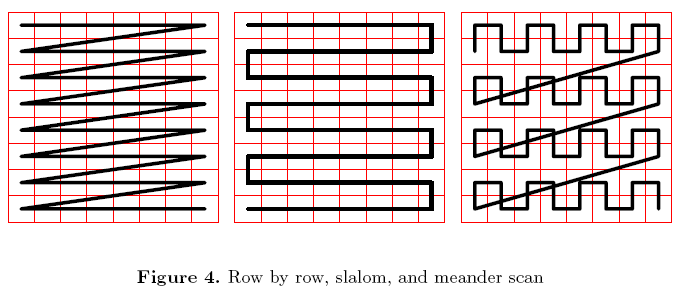 Figure 4. Row by row, slalom, and meander scan